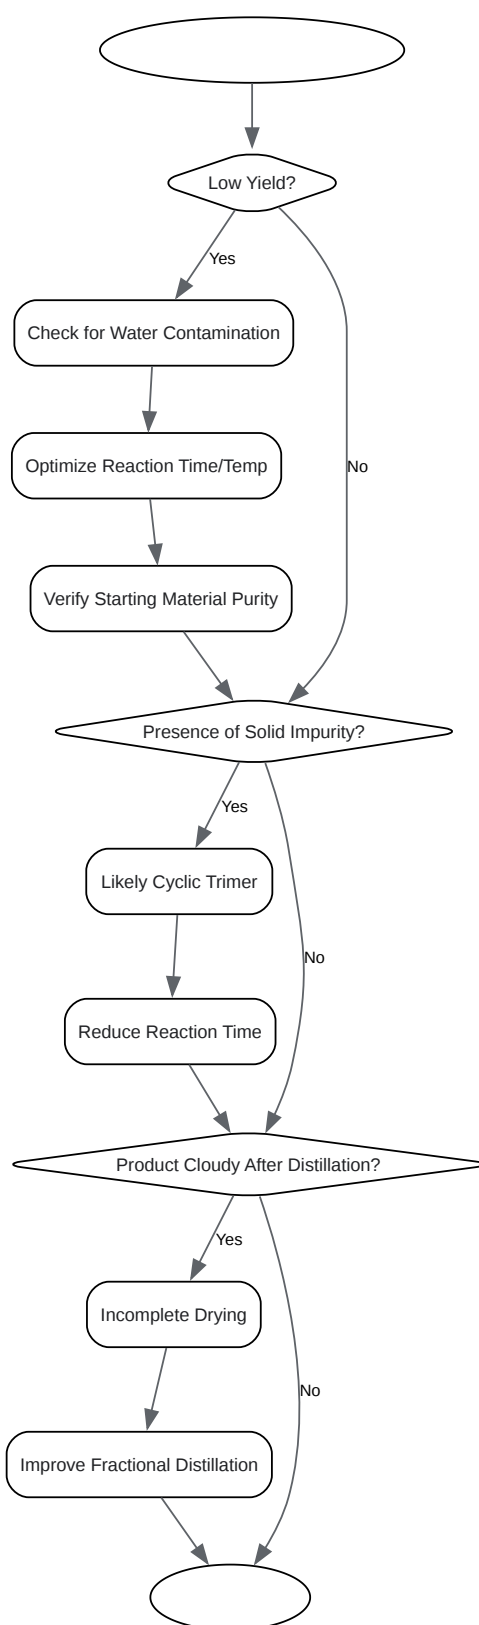 Low Yield?
Yes
Check for Water Contamination
Optimize Reaction Time/Temp
No
Verify Starting Material Purity
Presence of Solid Impurity?
Yes
Likely Cyclic Trimer
No
Reduce Reaction Time
Product Cloudy After Distillation?
Yes
Incomplete Drying
No
Improve Fractional Distillation